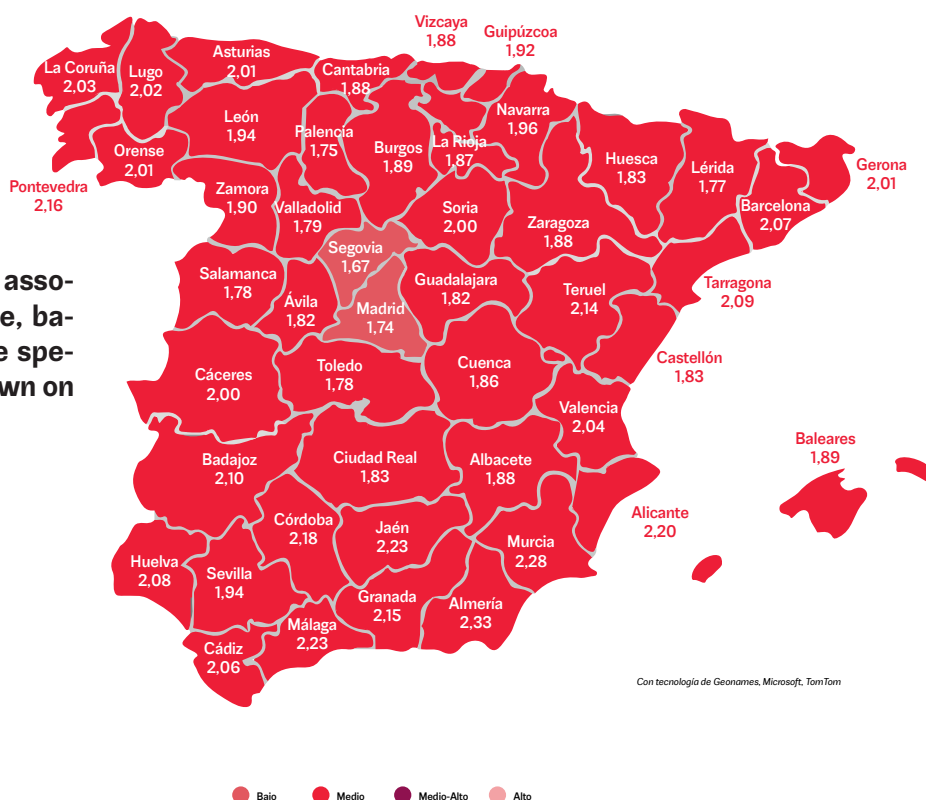 Vizcaya
1,88
Guipúzcoa
1,92
La Coruña
2,03
Lugo
2,02
Asturias
2,01
Cantabria
1,88
León
1,94
Palencia
1,75
Burgos
1,89
La Rioja
1,87
Navarra
1,96
Huesca
1,83
Lérida
1,77
Gerona
2,01
Barcelona
2,07
Orense
2,01
Pontevedra
2,16
Zamora
1,90
Valladolid
1,79
Soria
2,00
Zaragoza
1,88
Segovia
1,67
Salamanca
1,78
Ávila
1,82
Madrid
1,74
Guadalajara
1,82
Teruel
2,14
Tarragona
2,09
asso-
e, ba-
e spe-
wn on
Cáceres
2,00
Toledo
1,78
Cuenca
1,86
Castellón
1,83
Valencia
2,04
Baleares
1,89
Badajoz
2,10
Ciudad Real
1,83
Albacete
1,88
Alicante
2,20
Córdoba
2,18
Jaén
2,23
Murcia
2,28
Huelva
2,08
Sevilla
1,94
Granada
2,15
Almería
2,33
Málaga
2,23
Cádiz
2,06
Con tecnología de Geonames, Microsoft, TomTom
Bajo
Medio
Medio-Alto
Alto